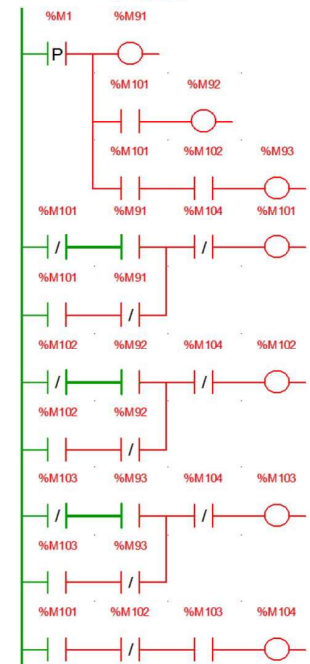 %M1 %M91
P
%M101 %M92
%M101 %M102 %M93
%M101 %M91 %M104 %M101
/ /
%M101 %M91
/
%M102 %M92 %M104 %M102
/ /
%M102 %M92
/
%M103 %M93 %M104 %M103
/ /
%M103 %M93
/
%M101 %M102 %M103 %M104
/